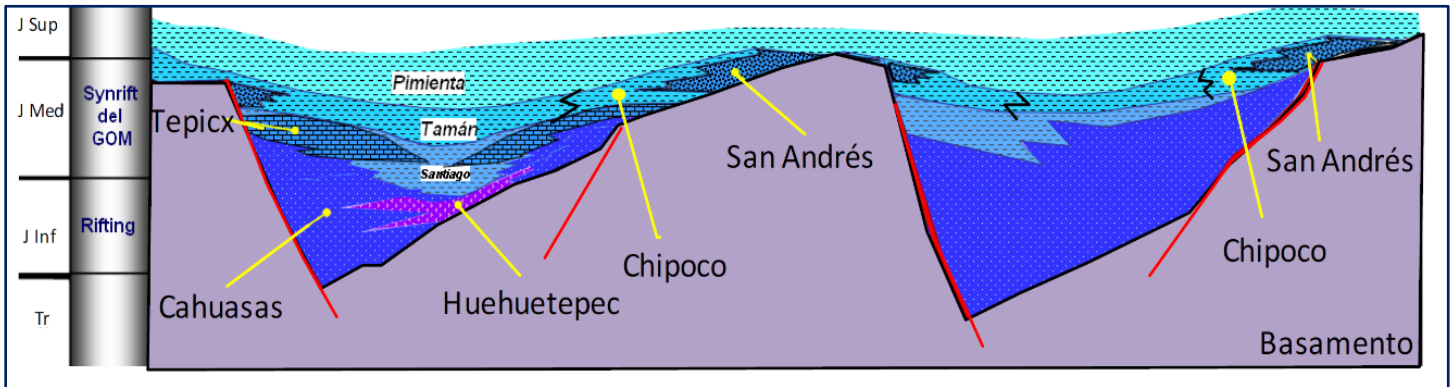 J Sup
J Med
J Inf
Tr
Synrift
del
GOM
Rifting
Pimienta
Tepicx
Tamán
Santiago
San Andrés
San Andrés
Chipoco
Chipoco
Cahuasas
Huehuetepec
Basamento